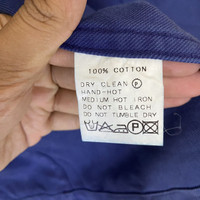 100% COTTON
DRY CLEAN Ⓟ
HAND-HOT
MEDIUM HOT IRON
DO NOT BLEACH
DO NOT TUMBLE DRY
P